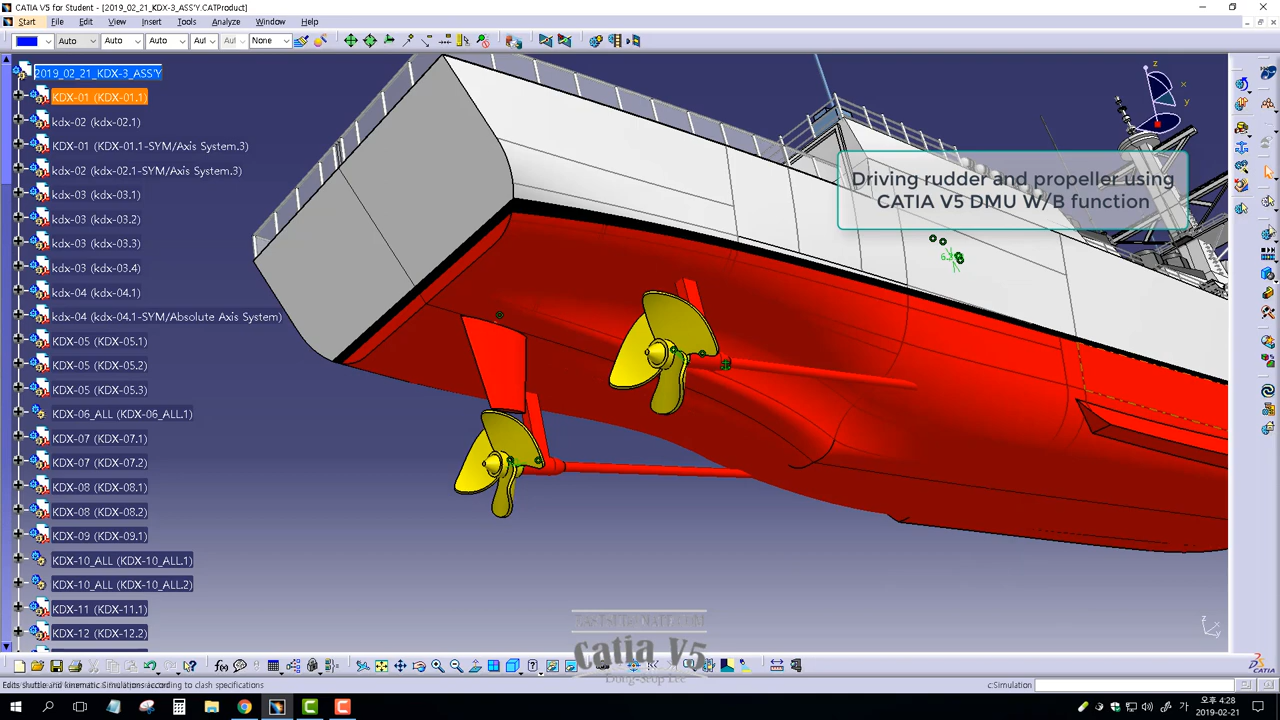 CATIA V5 for Student - [2019_02_21_KDX-3_ASS'Y.CATProduct]
Start File Edit View Insert Tools Analyze Window Help
Auto Auto Auto Aut Aut None
2019_02_21_KDX-3_ASS'Y
KDX-01 (KDX-01.1)
kdx-02 (kdx-02.1)
KDX-01 (KDX-01.1-SYM/Axis System.3)
kdx-02 (kdx-02.1-SYM/Axis System.3)
kdx-03 (kdx-03.1)
kdx-03 (kdx-03.2)
kdx-03 (kdx-03.3)
kdx-03 (kdx-03.4)
kdx-04 (kdx-04.1)
kdx-04 (kdx-04.1-SYM/Absolute Axis System)
KDX-05 (KDX-05.1)
KDX-05 (KDX-05.2)
KDX-05 (KDX-05.3)
KDX-06_ALL (KDX-06_ALL.1)
KDX-07 (KDX-07.1)
KDX-07 (KDX-07.2)
KDX-08 (KDX-08.1)
KDX-08 (KDX-08.2)
KDX-09 (KDX-09.1)
KDX-10_ALL (KDX-10_ALL.1)
KDX-10_ALL (KDX-10_ALL.2)
KDX-11 (KDX-11.1)
KDX-12 (KDX-12.2)
Driving rudder and propeller using
CATIA V5 DMU W/B function
z
x
y
Catia V5
Dong-Seop Lee
Edits shuttle and kinematic Simulations accord to clash specifications
c:Simulation
오후 4:28
2019-02-21